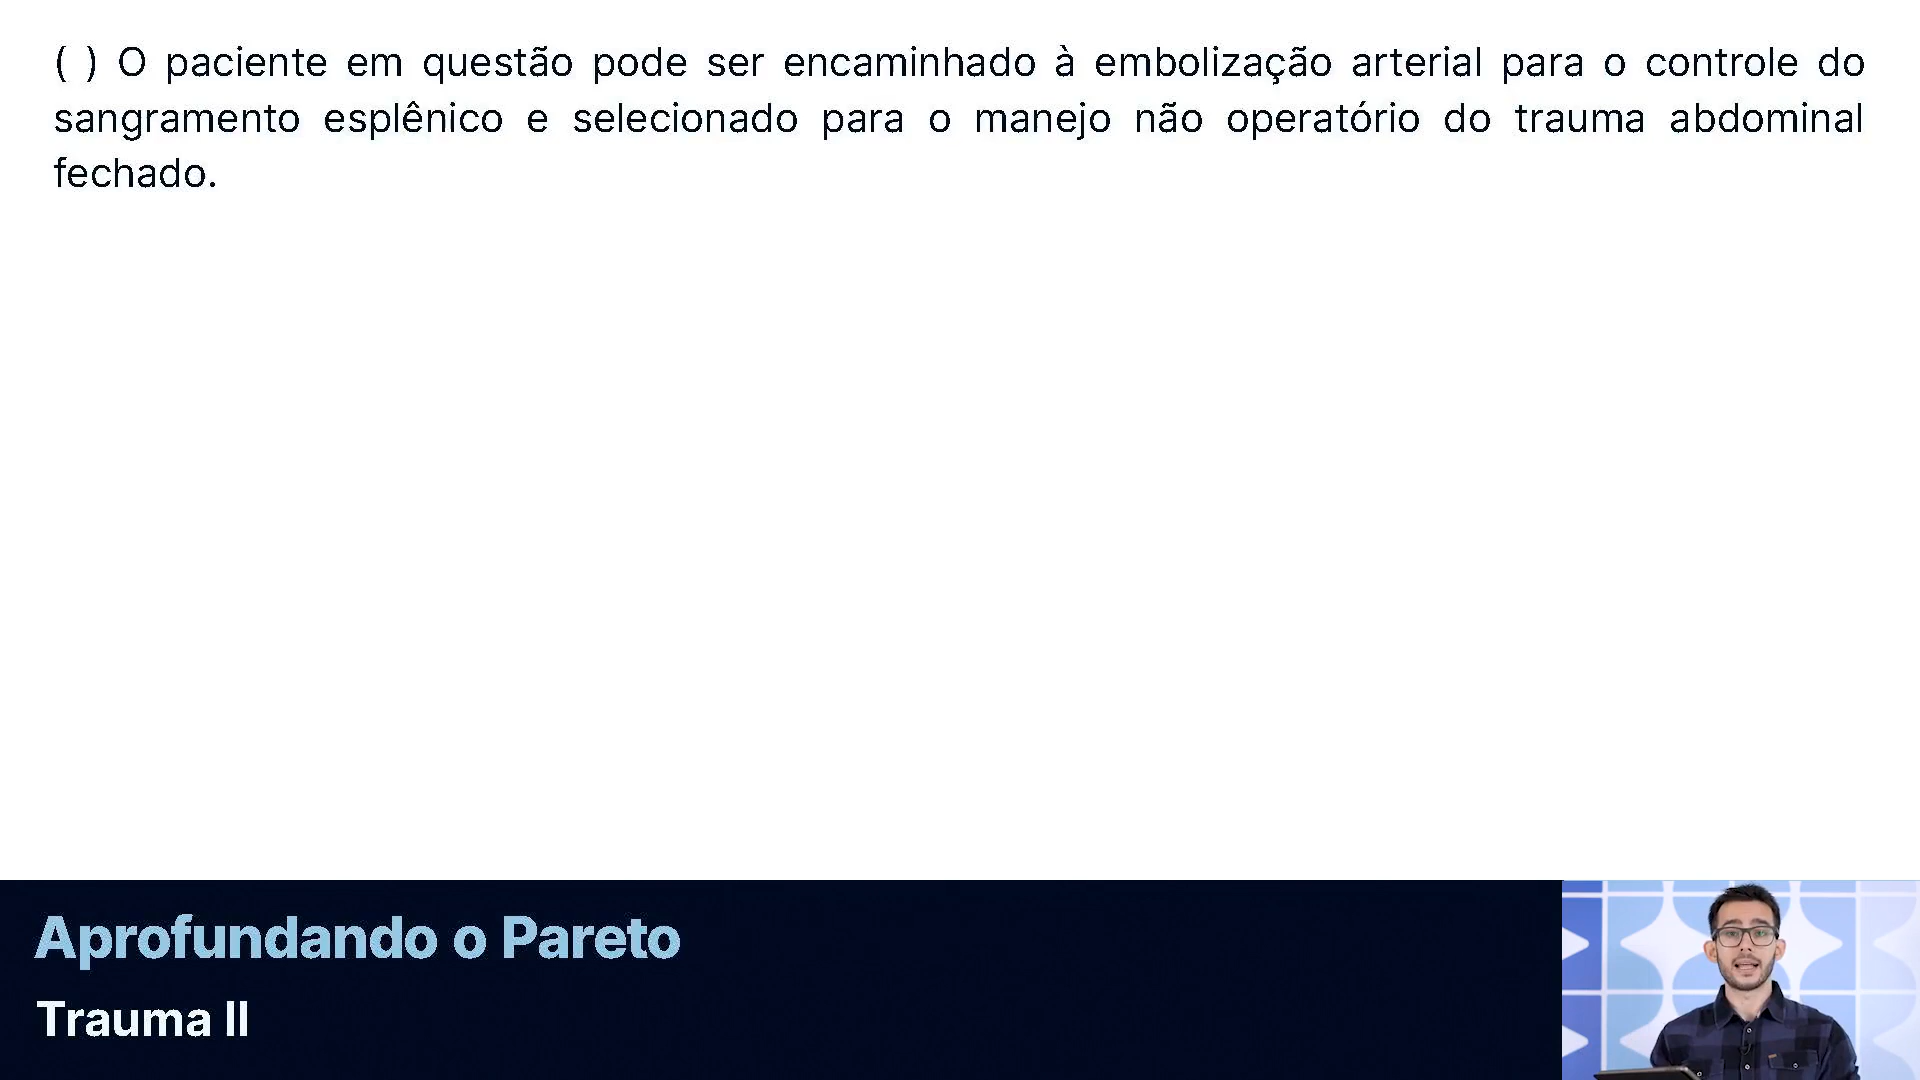 ( ) O paciente em questão pode ser encaminhado à embolização arterial para o controle do
sangramento esplênico e selecionado para o manejo não operatório do trauma abdominal
fechado.
Aprofundando o Pareto
Trauma II